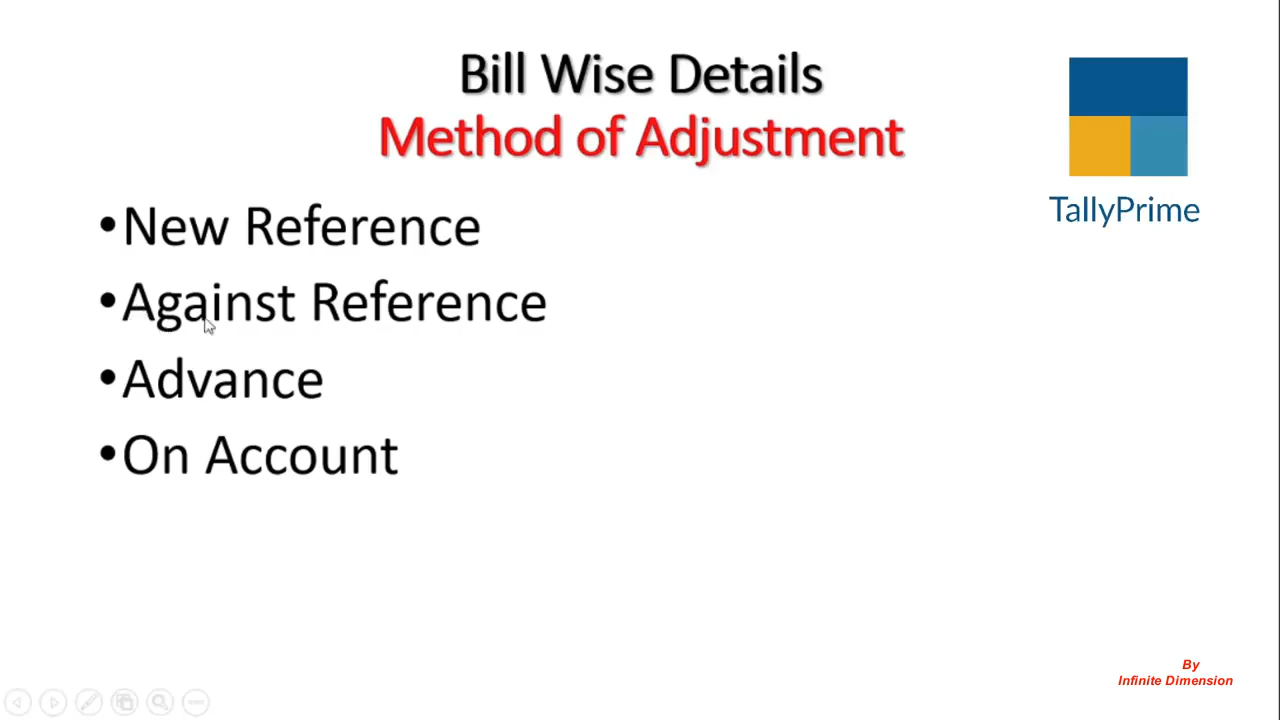 Bill Wise Details
Method of Adjustment
TallyPrime
•New Reference
•Against Reference
•Advance
•On Account
By
Infinite Dimension